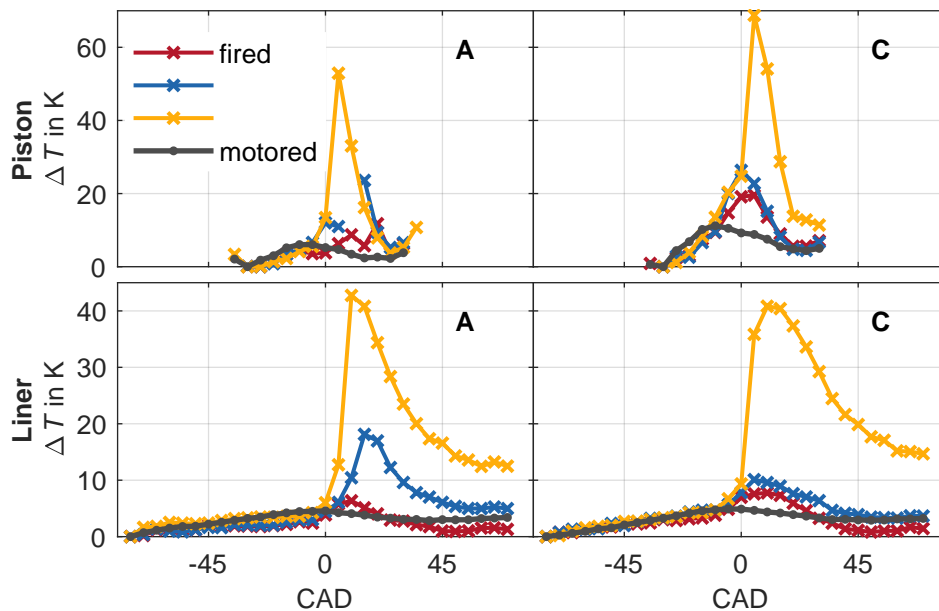 A
C
fired
motored
Piston
Δ T in K
60
40
20
0
A
C
Liner
Δ T in K
40
30
20
10
0
-45
0
45
-45
0
45
CAD
CAD